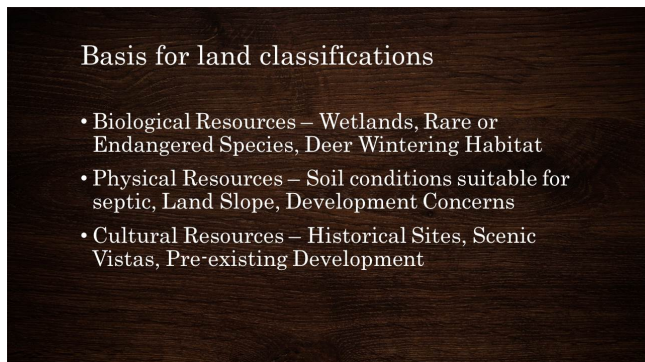 Basis for land classifications
• Biological Resources – Wetlands, Rare or
Endangered Species, Deer Wintering Habitat
• Physical Resources – Soil conditions suitable for
septic, Land Slope, Development Concerns
• Cultural Resources – Historical Sites, Scenic
Vistas, Pre-existing Development